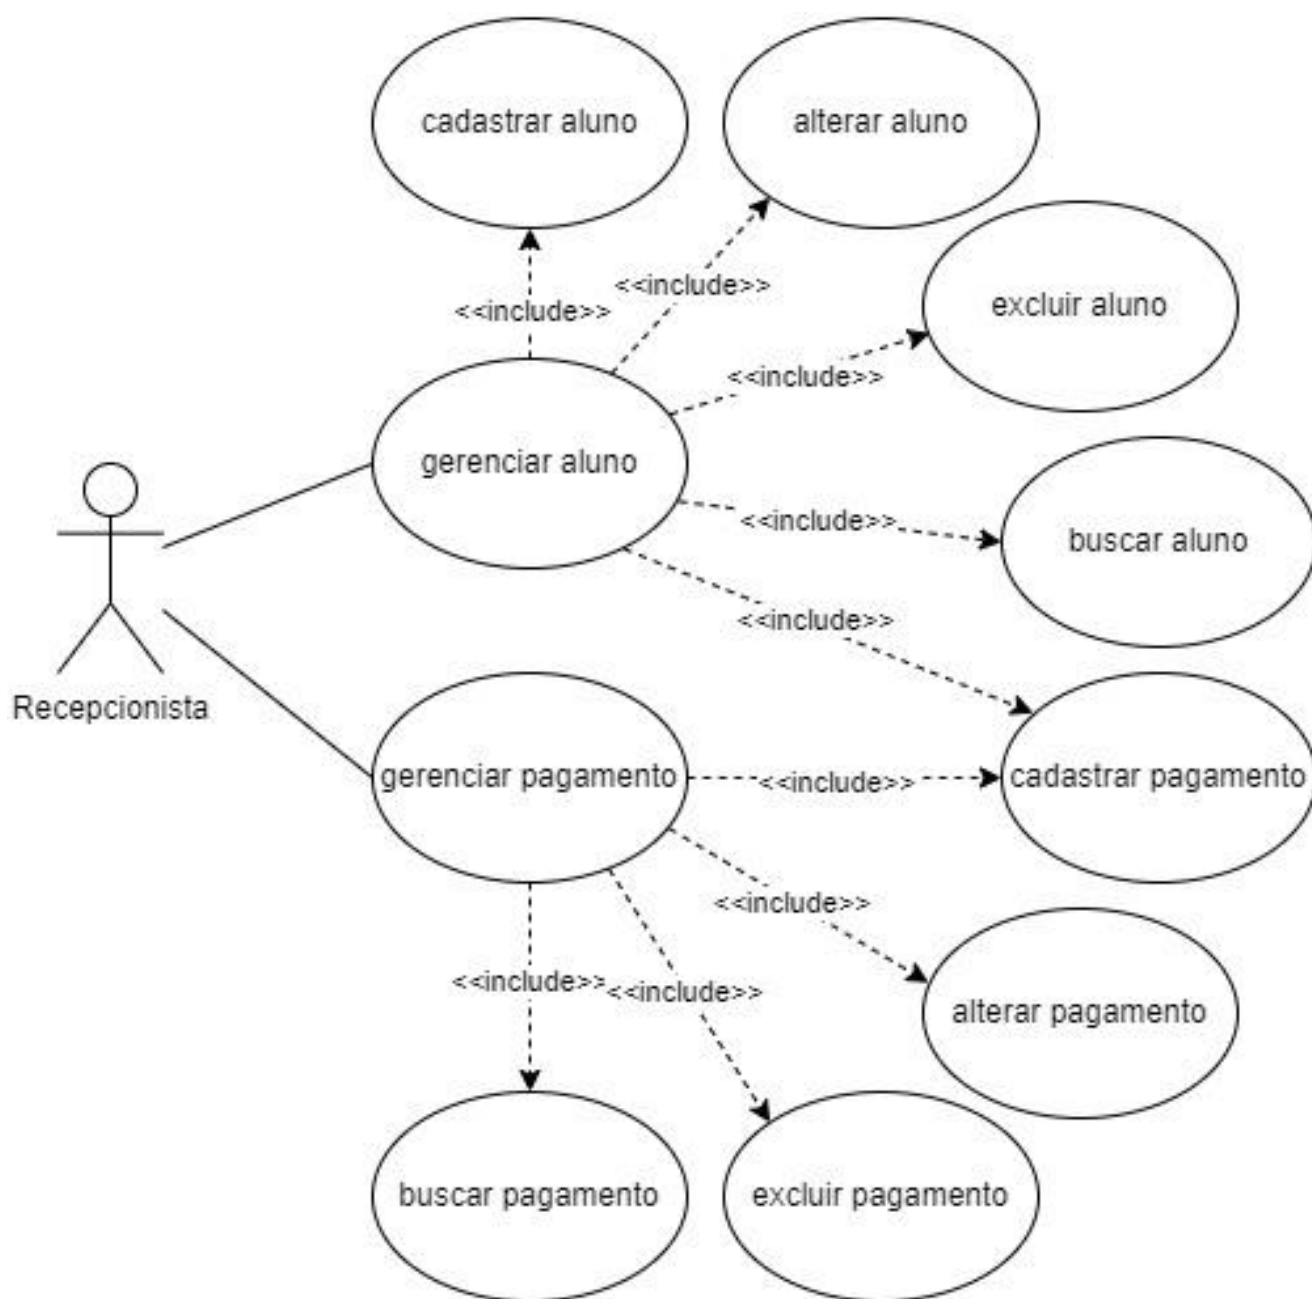 cadastrar aluno
alterar aluno
<<include>>
<<include>>
excluir aluno
<<include>>
gerenciar aluno
<<include>>
buscar aluno
<<include>>
Recepcionista
gerenciar pagamento
<<include>>
cadastrar pagamento
<<include>>
<<include>>
<<include>>
alterar pagamento
buscar pagamento
excluir pagamento